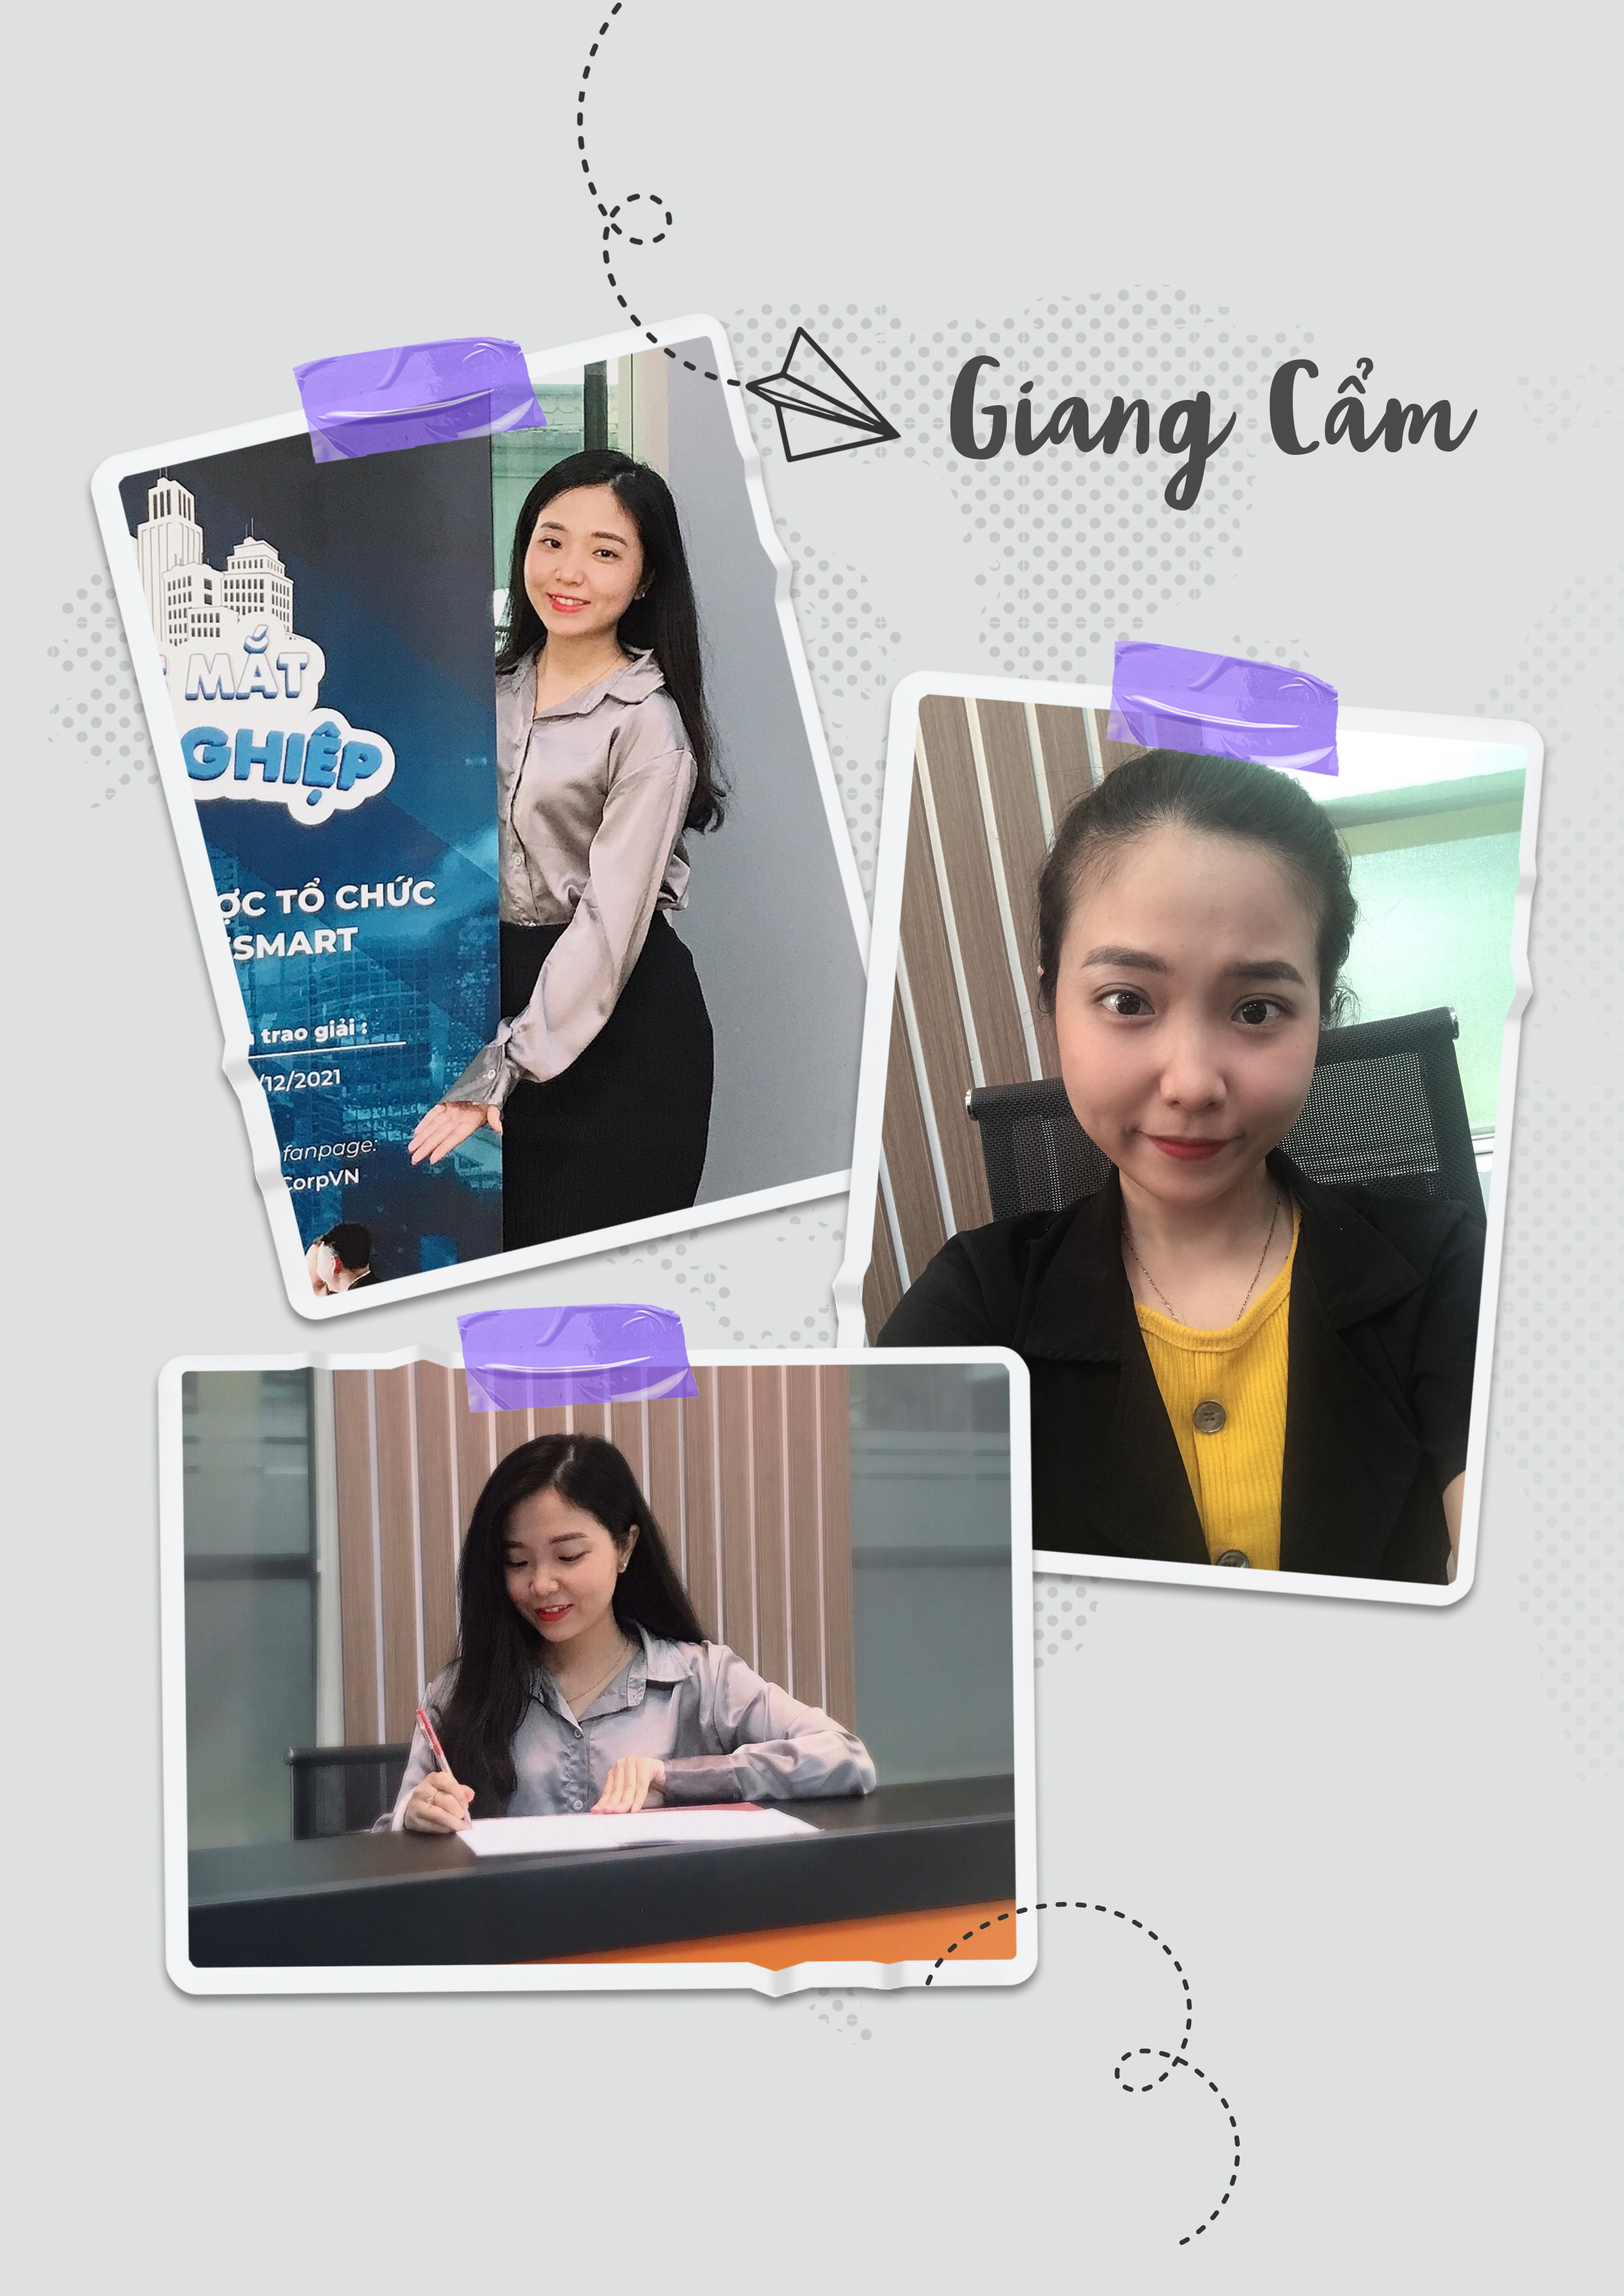 Giang Cẩm
MẮT
GHIỆP
ỢC TỔ CHỨC
SMART
trao giải :
/12/2021
fanpage:
CorpVN